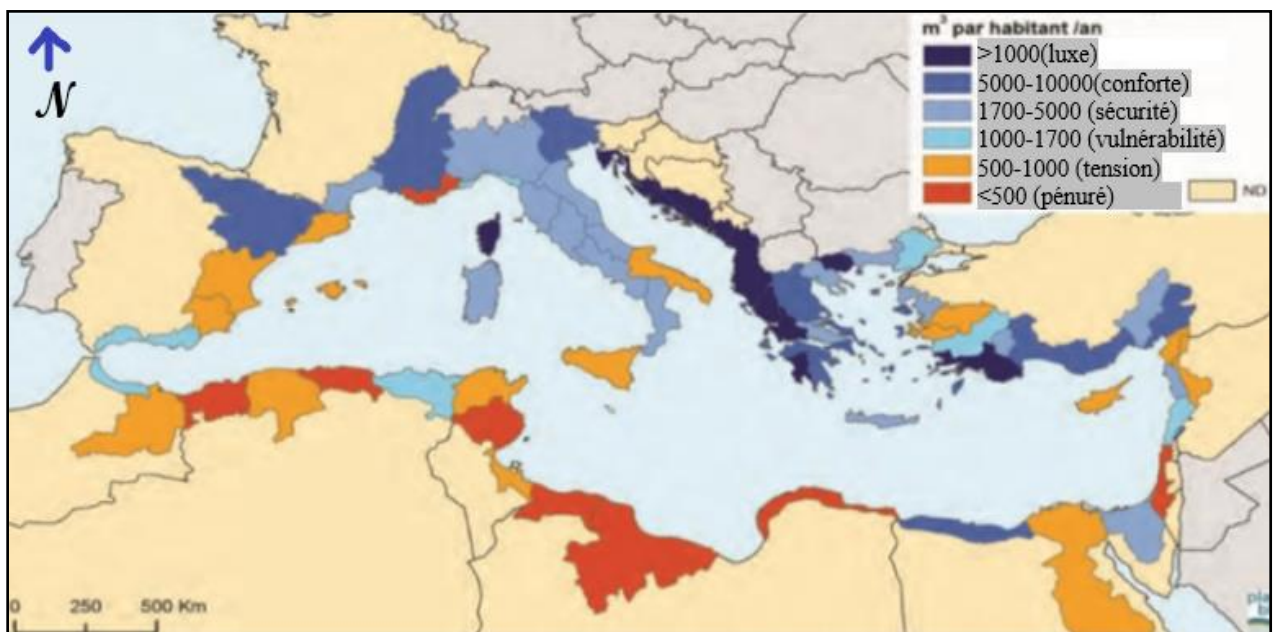 N
m³ par habitant /an
>1000(luxe)
5000-10000(conforte)
1700-5000 (sécurité)
1000-1700 (vulnérabilité)
500-1000 (tension)
<500 (pénuré)
ND
0 250 500 Km